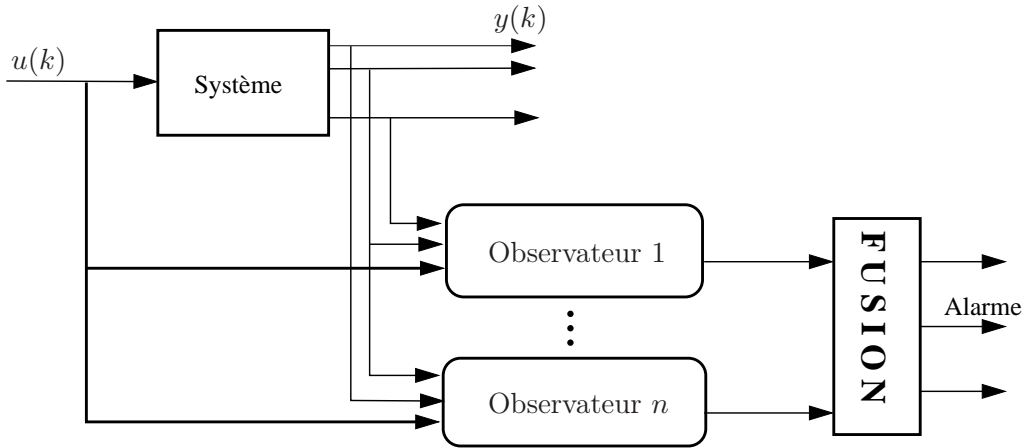 y(k)
u(k)
Système
Observateur 1
FUSION
Alarme
Observateur n